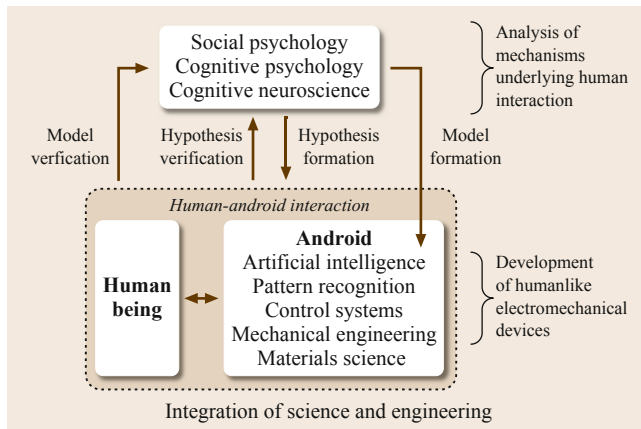 Social psychology
Cognitive psychology
Cognitive neuroscience
Analysis of
mechanisms
underlying human
interaction
Model
verfication
Hypothesis
verification
Hypothesis
formation
Model
formation
Human-android interaction
Human
being
Android
Artificial intelligence
Pattern recognition
Control systems
Mechanical engineering
Materials science
Development
of humanlike
electromechanical
devices
Integration of science and engineering